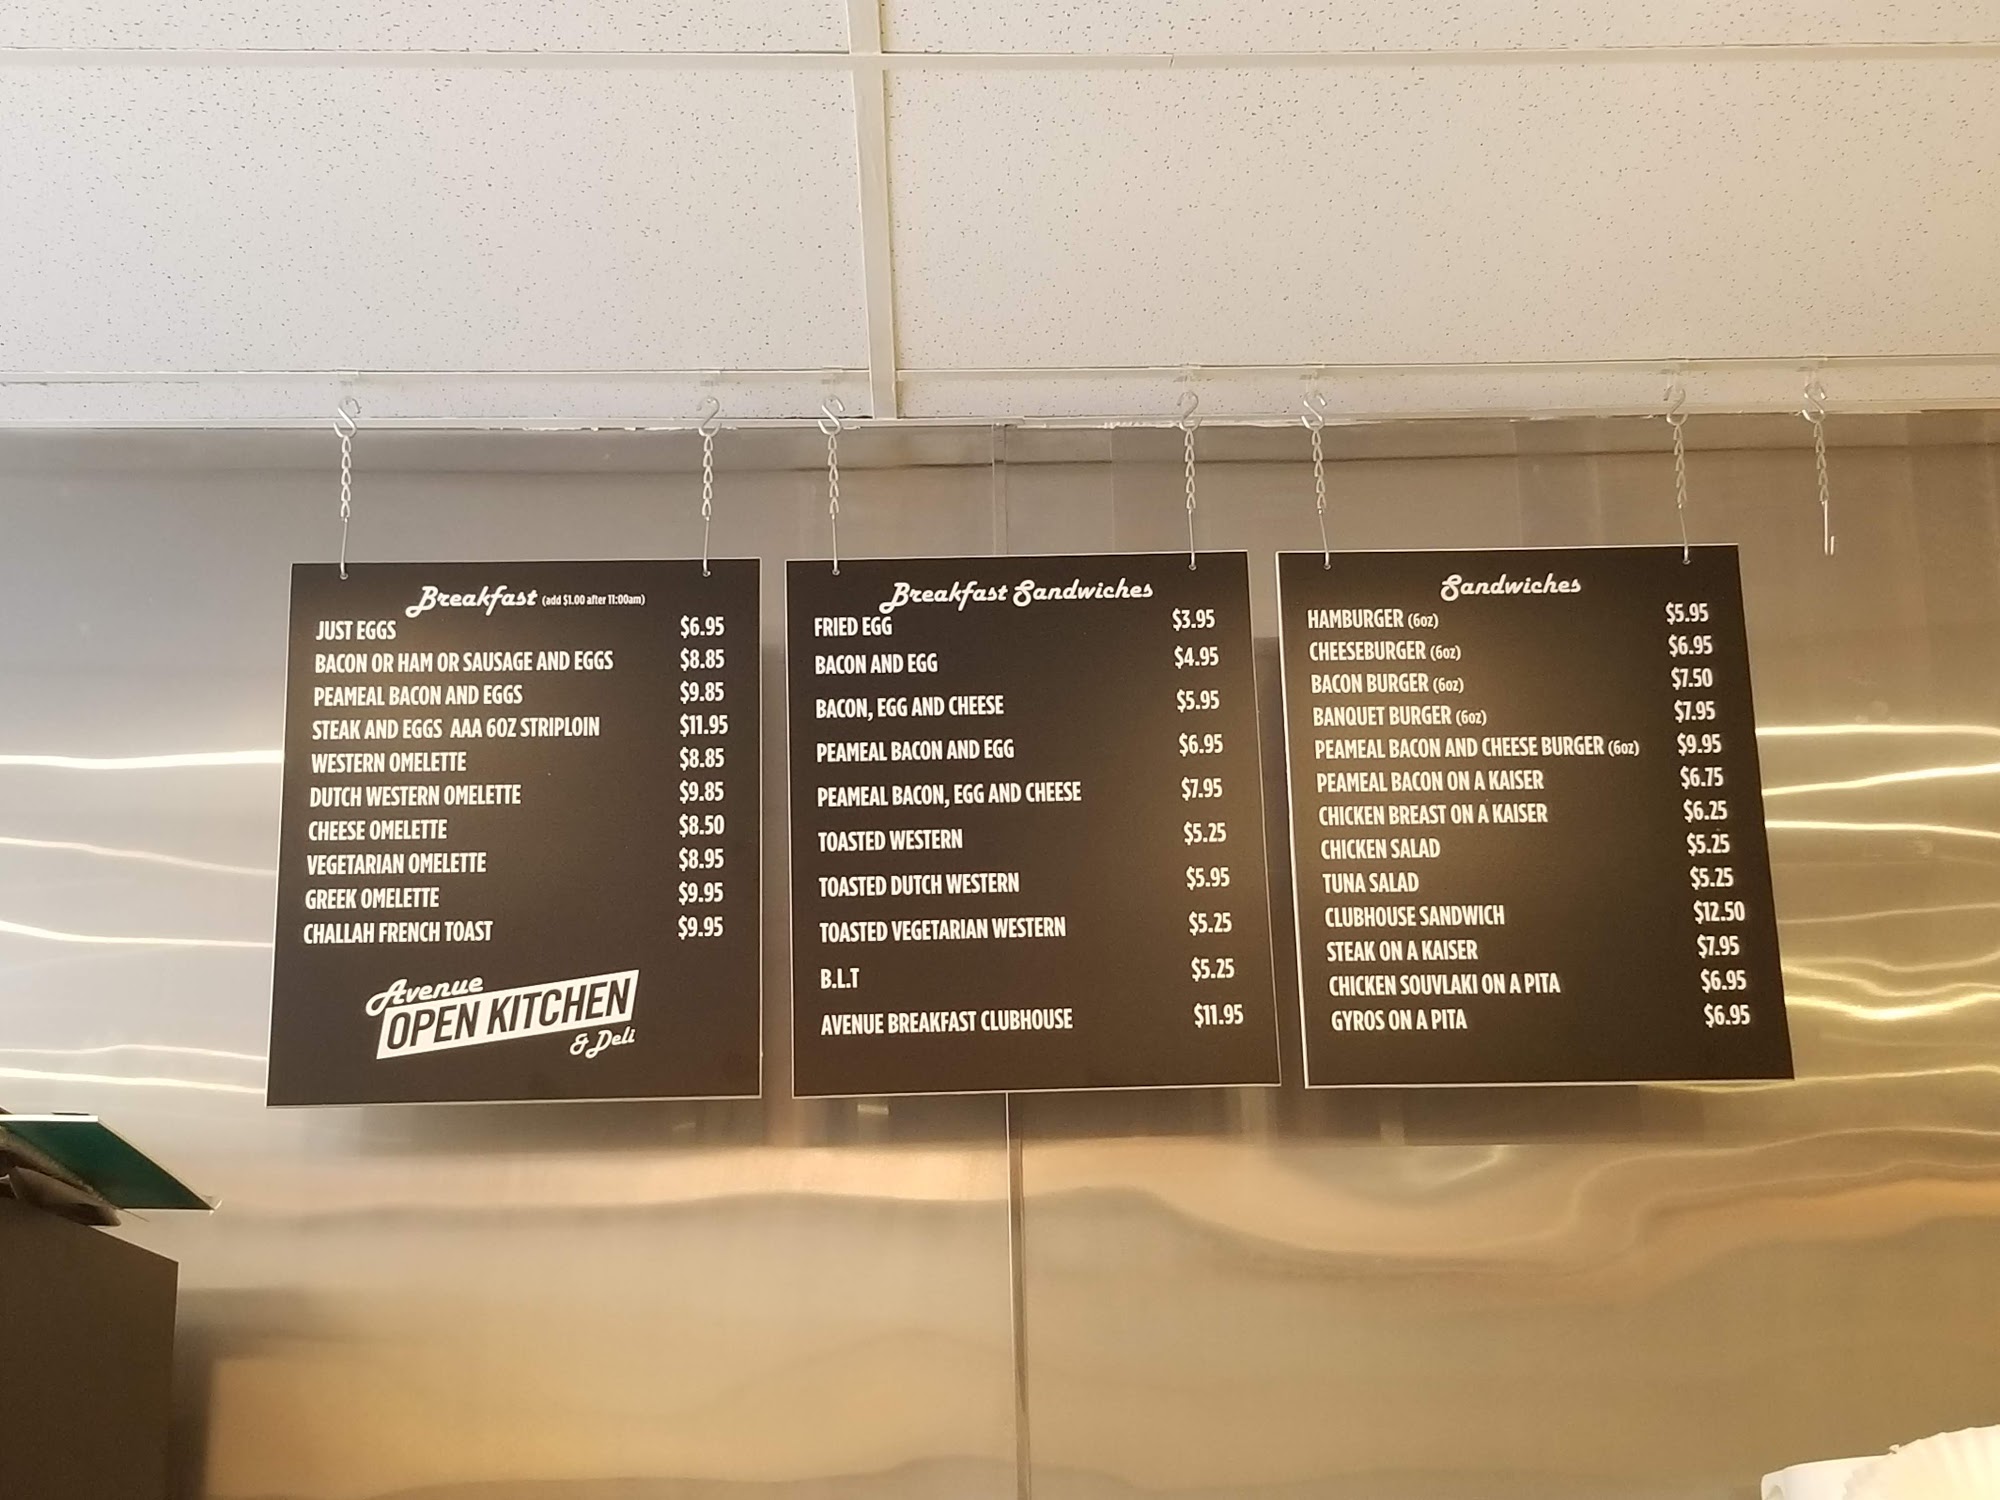 Breakfast (add $1.00 after 11:00am)
JUST EGGS $6.95
BACON OR HAM OR SAUSAGE AND EGGS $8.85
PEAMEAL BACON AND EGGS $9.85
STEAK AND EGGS AAA 6OZ STRIPLOIN $11.95
WESTERN OMELETTE $8.85
DUTCH WESTERN OMELETTE $9.85
CHEESE OMELETTE $8.50
VEGETARIAN OMELETTE $8.95
GREEK OMELETTE $9.95
CHALLAH FRENCH TOAST $9.95
Avenue
OPEN KITCHEN
& Deli
Breakfast Sandwiches
FRIED EGG $3.95
BACON AND EGG $4.95
BACON, EGG AND CHEESE $5.95
PEAMEAL BACON AND EGG $6.95
PEAMEAL BACON, EGG AND CHEESE $7.95
TOASTED WESTERN $5.25
TOASTED DUTCH WESTERN $5.95
TOASTED VEGETARIAN WESTERN $5.25
B.L.T $5.25
AVENUE BREAKFAST CLUBHOUSE $11.95
Sandwiches
HAMBURGER (6oz) $5.95
CHEESEBURGER (6oz) $6.95
BACON BURGER (6oz) $7.50
BANQUET BURGER (6oz) $7.95
PEAMEAL BACON AND CHEESE BURGER (6oz) $9.95
PEAMEAL BACON ON A KAISER $6.75
CHICKEN BREAST ON A KAISER $6.25
CHICKEN SALAD $5.25
TUNA SALAD $5.25
CLUBHOUSE SANDWICH $12.50
STEAK ON A KAISER $7.95
CHICKEN SOUVLAKI ON A PITA $6.95
GYROS ON A PITA $6.95